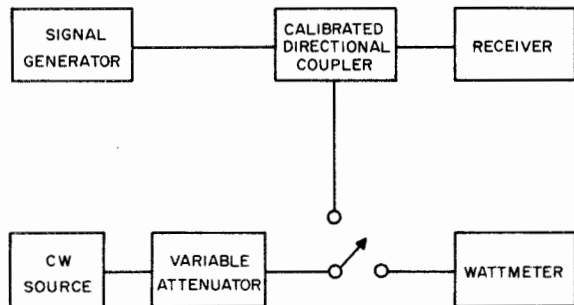 SIGNAL
GENERATOR
CALIBRATED
DIRECTIONAL
COUPLER
RECEIVER
CW
SOURCE
VARIABLE
ATTENUATOR
WATTMETER